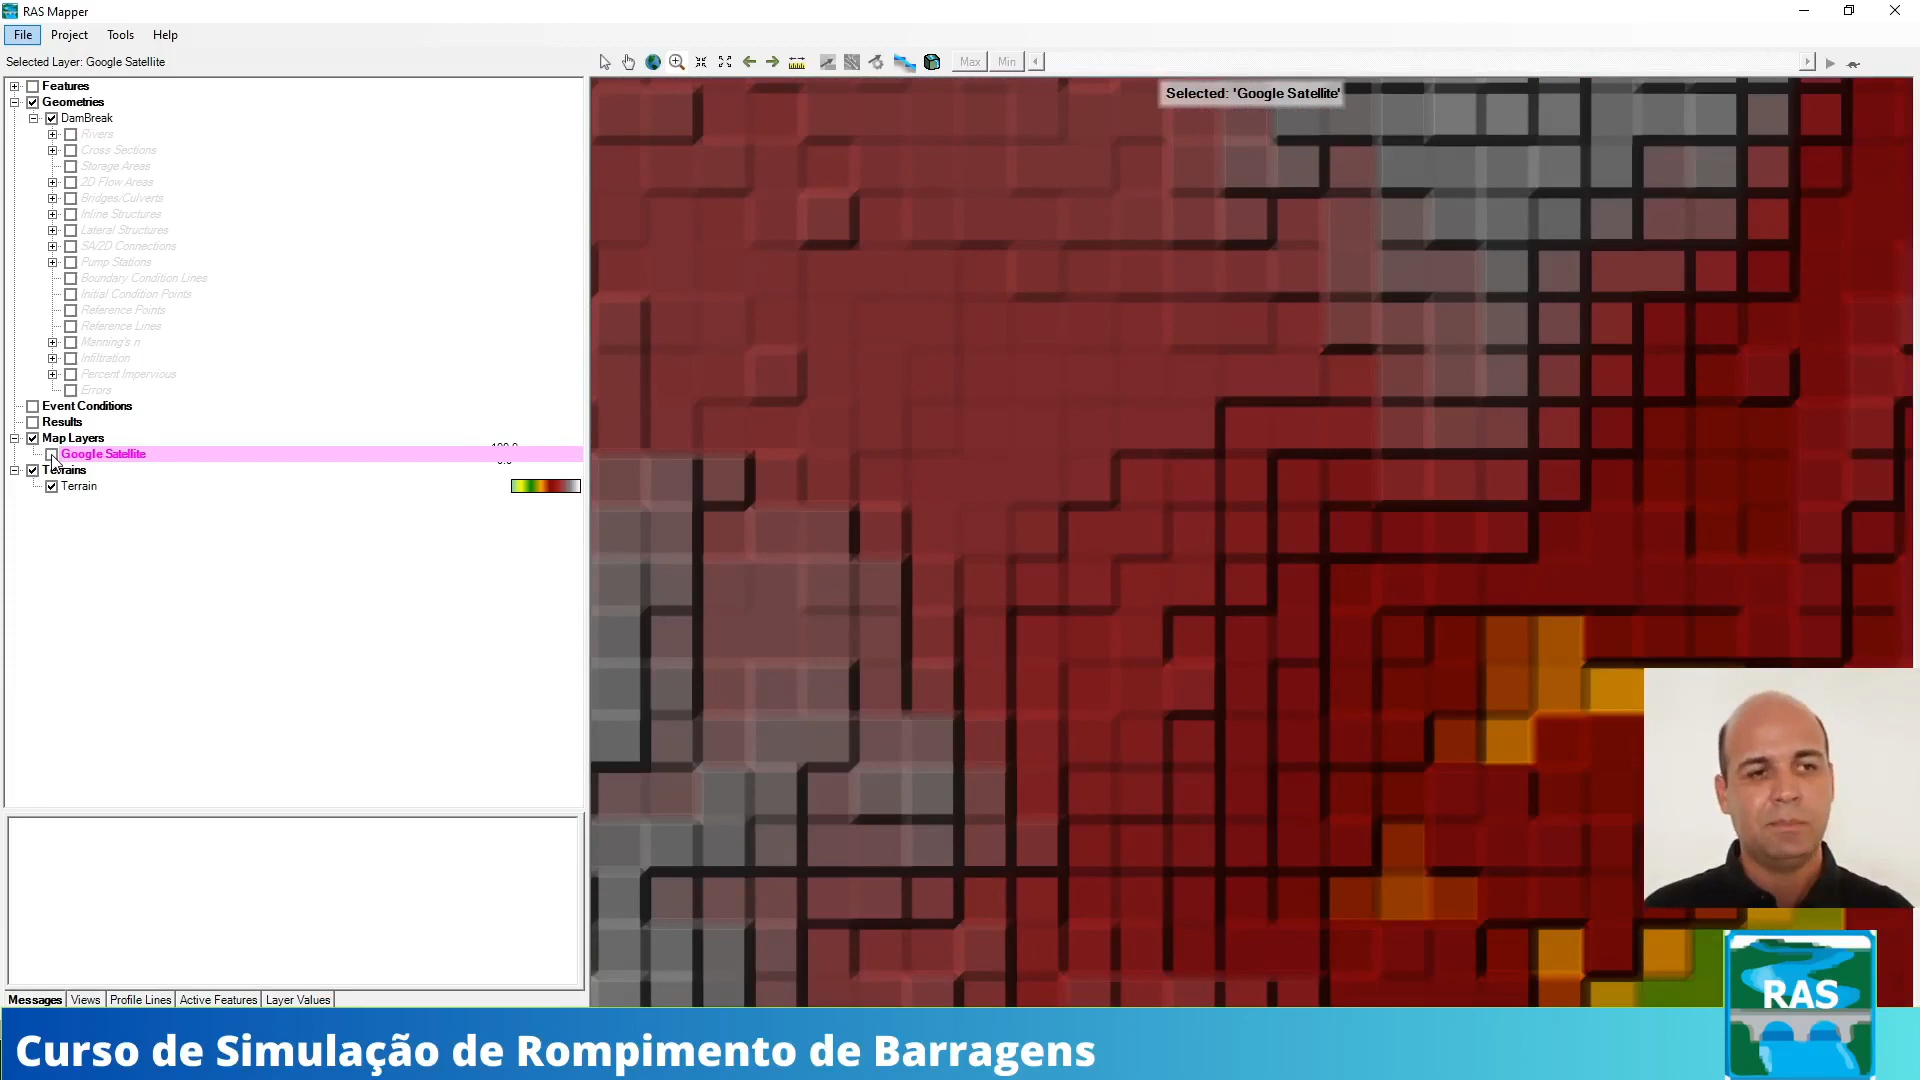 RAS Mapper
File Project Tools Help
Selected Layer: Google Satellite
Max Min
Selected: 'Google Satellite'
Features
Geometries
DamBreak
Rivers
Cross Sections
Storage Areas
2D Flow Areas
Bridges/Culverts
Inline Structures
Lateral Structures
SA/2D Connections
Pump Stations
Boundary Condition Lines
Initial Condition Points
Reference Points
Reference Lines
Manning's n
Infiltration
Percent Impervious
Errors
Event Conditions
Results
Map Layers
Google Satellite
Terrains
Terrain
Messages Views Profile Lines Active Features Layer Values
RAS
Curso de Simulação de Rompimento de Barragens